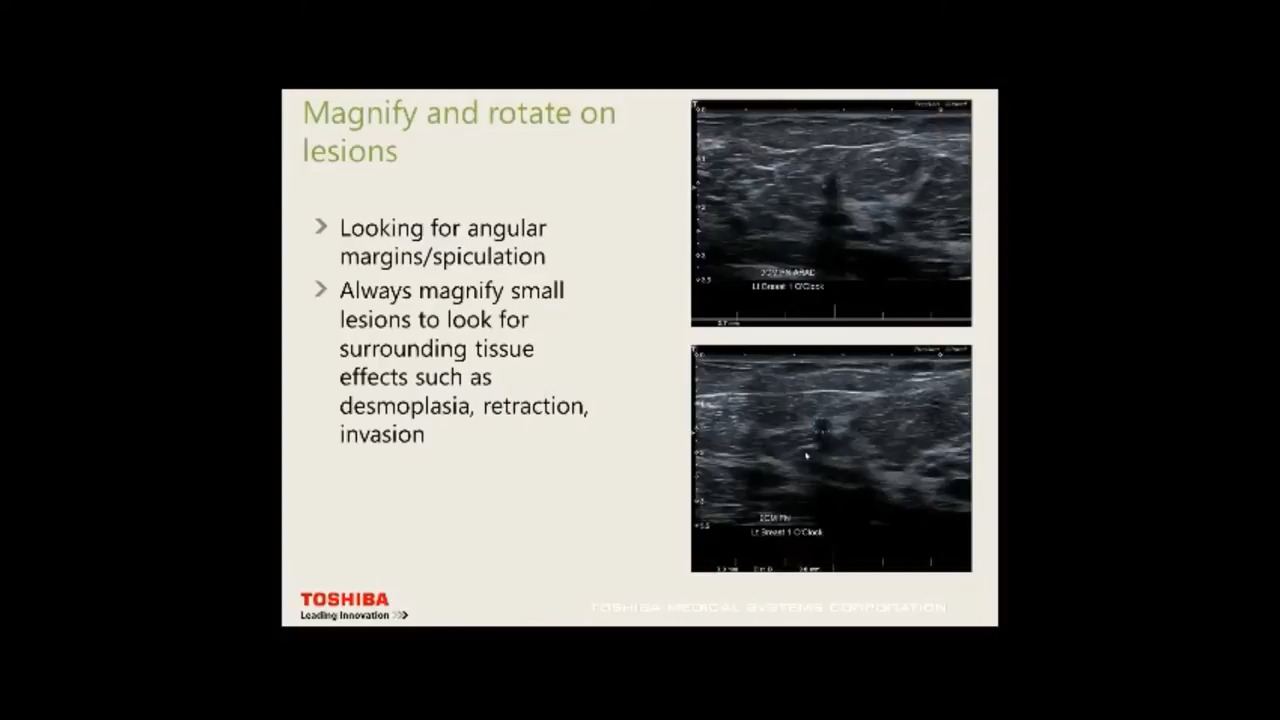 Magnify and rotate on
lesions
Looking for angular
margins/spiculation
Always magnify small
lesions to look for
surrounding tissue
effects such as
desmoplasia, retraction,
invasion
Lt Breast 1 O'Clock
Lt Breast 1 O'Clock
TOSHIBA
Leading Innovation >>>
TOSHIBA MEDICAL SYSTEMS CORPORATION